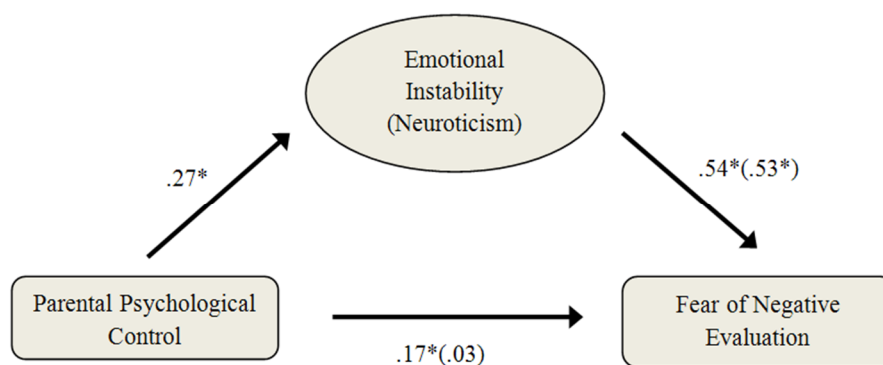 Emotional
Instability
(Neuroticism)
.27*
.54*(.53*)
Parental Psychological
Control
Fear of Negative
Evaluation
.17*(.03)